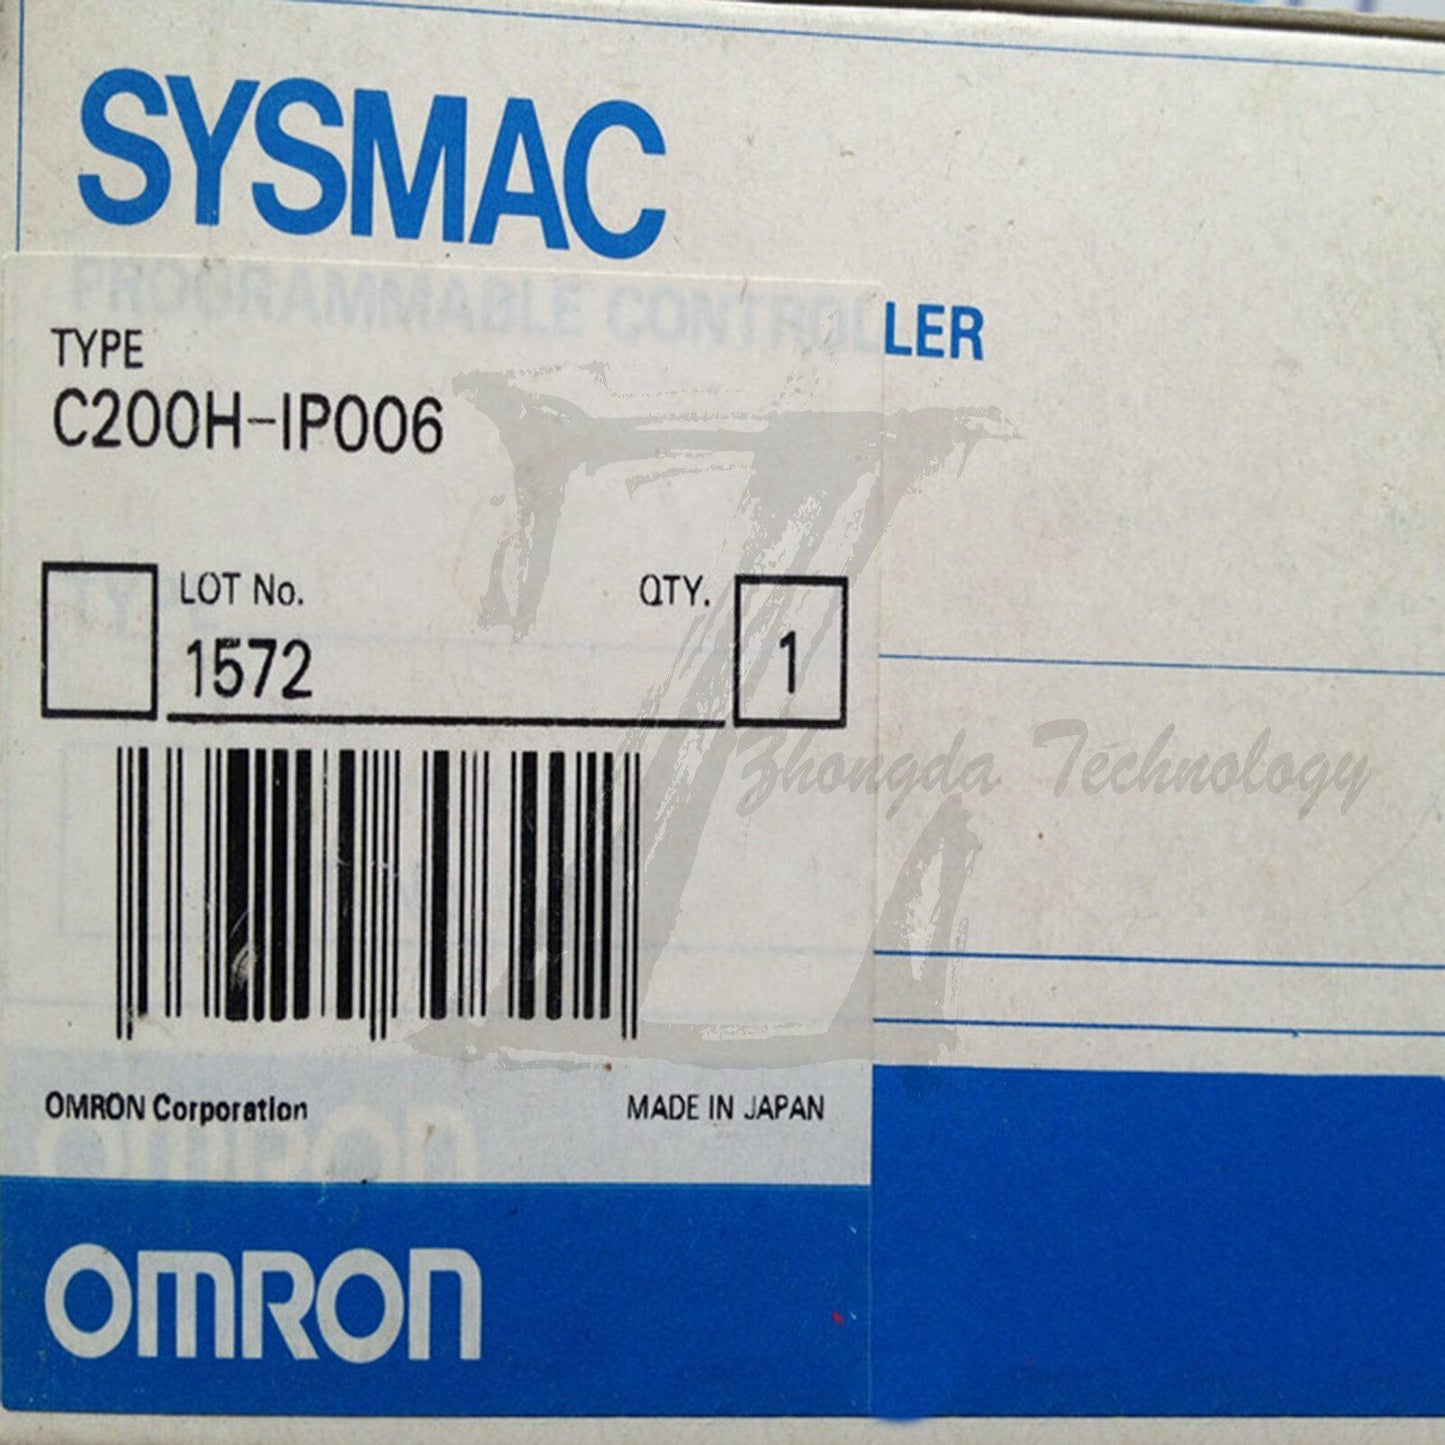 SYSMAC
PROGRAMMABLE CONTROLLER
TYPE
C200H-IP006
LOT No.
QTY.
1572
1
Zhongda Technology
OMRON Corporation
MADE IN JAPAN
OMRON